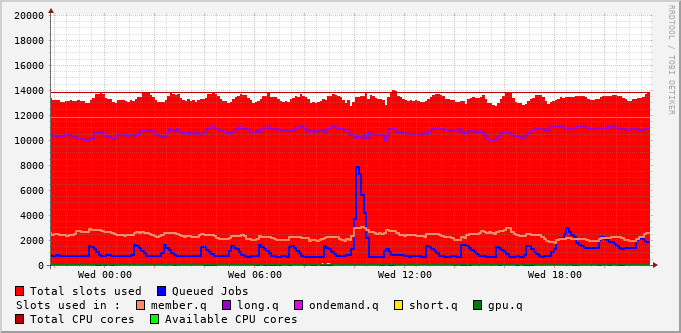 20000
18000
16000
14000
12000
10000
8000
6000
4000
2000
0
Wed 00:00 Wed 06:00 Wed 12:00 Wed 18:00
RRDTOOL / TOBI OETIKER
Total slots used Queued Jobs
Slots used in : member.q long.q ondemand.q short.q gpu.q
Total CPU cores Available CPU cores